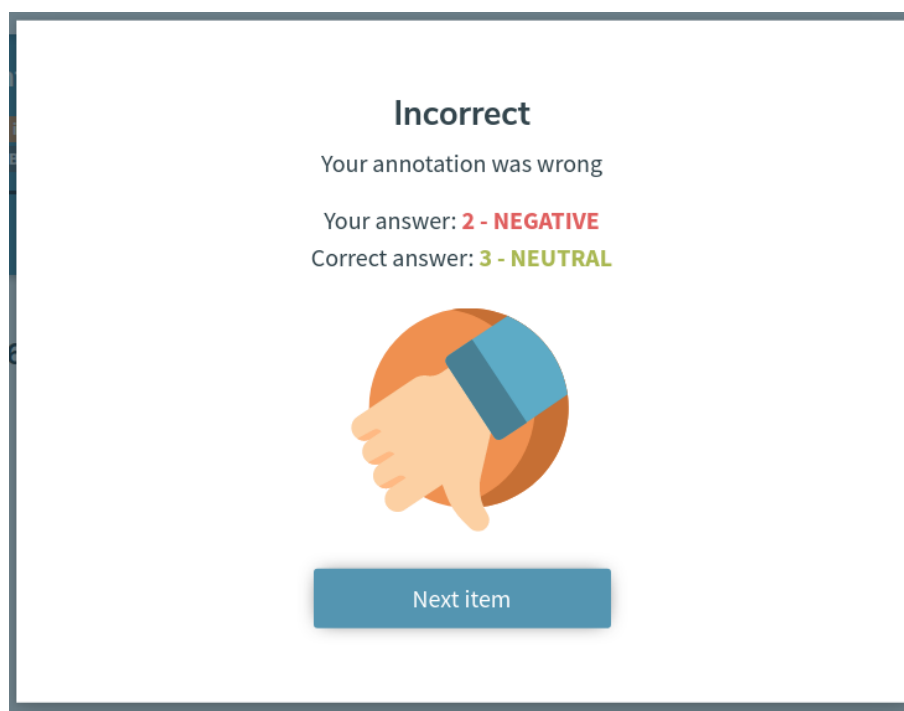 Incorrect
Your annotation was wrong
Your answer: 2 - NEGATIVE
Correct answer: 3 - NEUTRAL
Next item